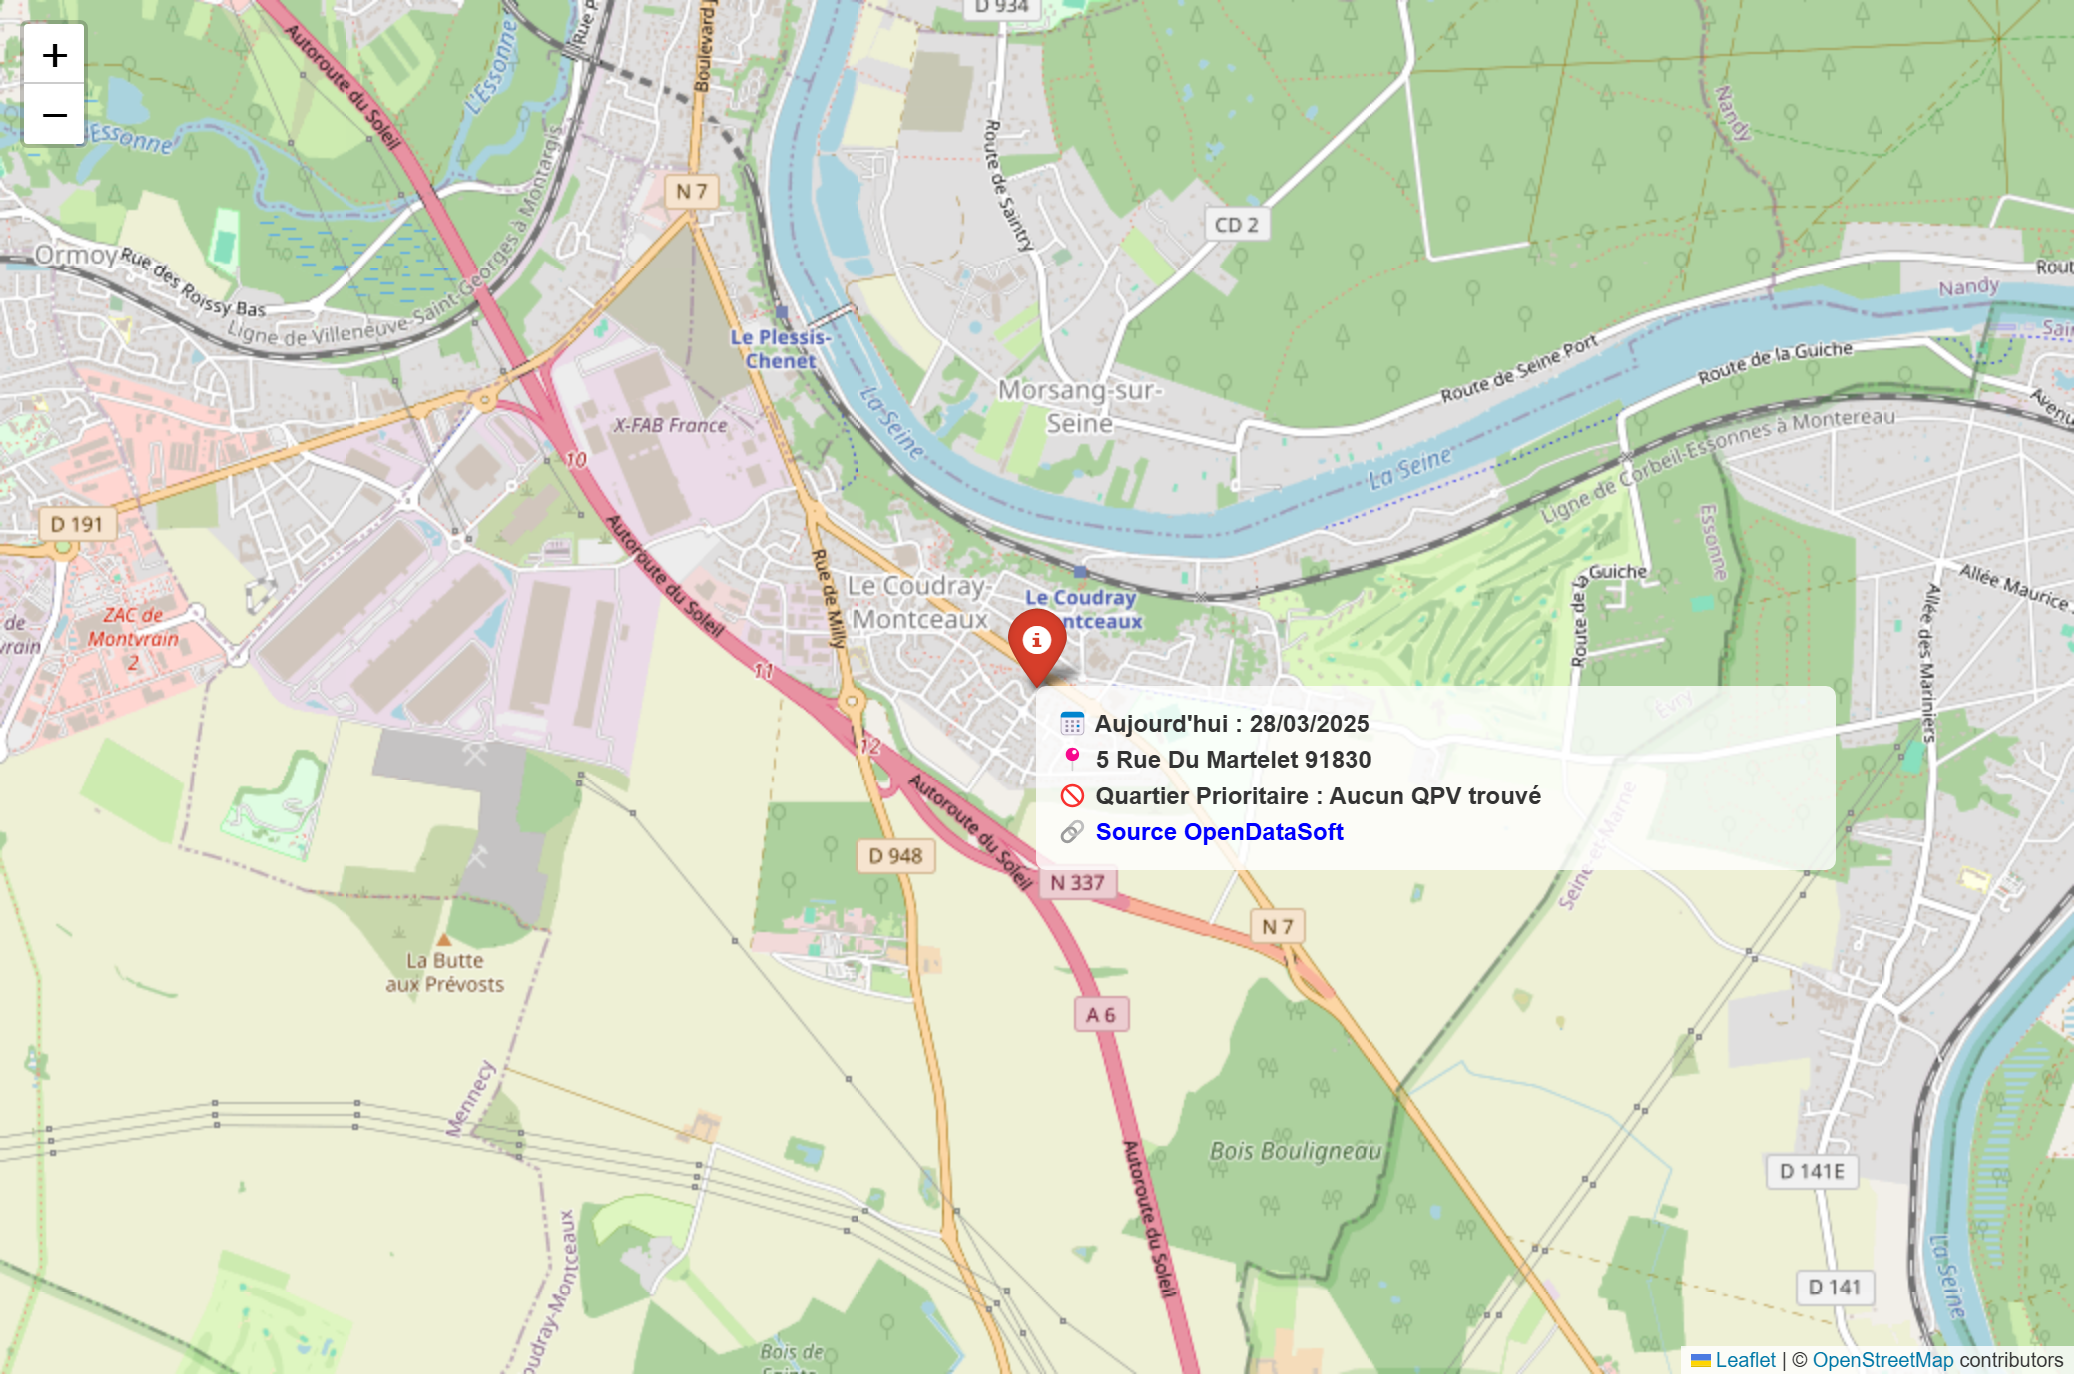 +
−
D 934
Autoroute du Soleil
L'Essonne
Rue P
Boulevard
Essonne
Route de Saintry
Nandy
N 7
CD 2
Ormoy
Rue des Roissy Bas
Ligne de Villeneuve-Saint-Georges à Montargis
Rout
Nandy
Le Plessis-
Chenet
Sain
Route de Seine Port
Route de la Guiche
Morsang-sur-
Seine
Avenu
La Seine
X-FAB France
10
La Seine
Ligne de Corbeil-Essonnes à Montereau
D 191
Autoroute du Soleil
Rue de Milly
Essonne
Le Coudray-
Montceaux
Le Coudray
ntceaux
Guiche
Route de la
Allée Maurice
Allée des Mariniers
de
vrain
ZAC de
Montvrain
2
11
12
Évry
Aujourd'hui : 28/03/2025
5 Rue Du Martelet 91830
Quartier Prioritaire : Aucun QPV trouvé
Source OpenDataSoft
Autoroute du Soleil
Seine-et-Marne
D 948
N 337
N 7
La Butte
aux Prévosts
A 6
Mennecy
Bois Bouligneau
Autoroute du Soleil
D 141E
oudray-Montceaux
La Seine
D 141
Bois de
Leaflet | © OpenStreetMap contributors